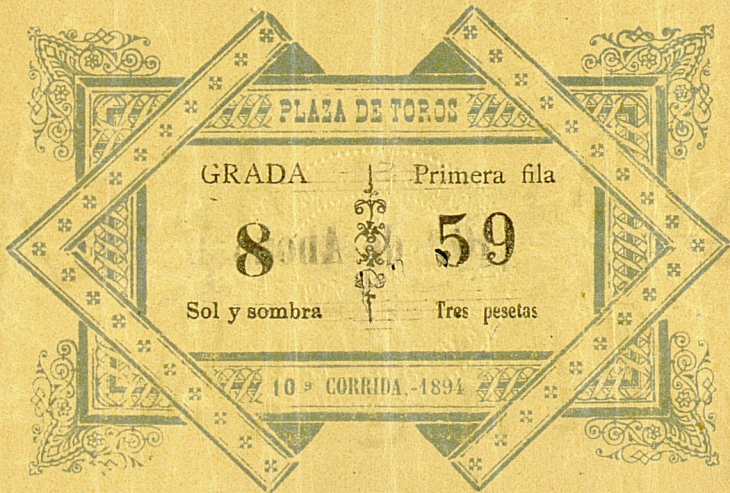 PLAZA DE TOROS
GRADA Primera fila
8 59
Sol y sombra Tres pesetas
10ª CORRIDA.-1894